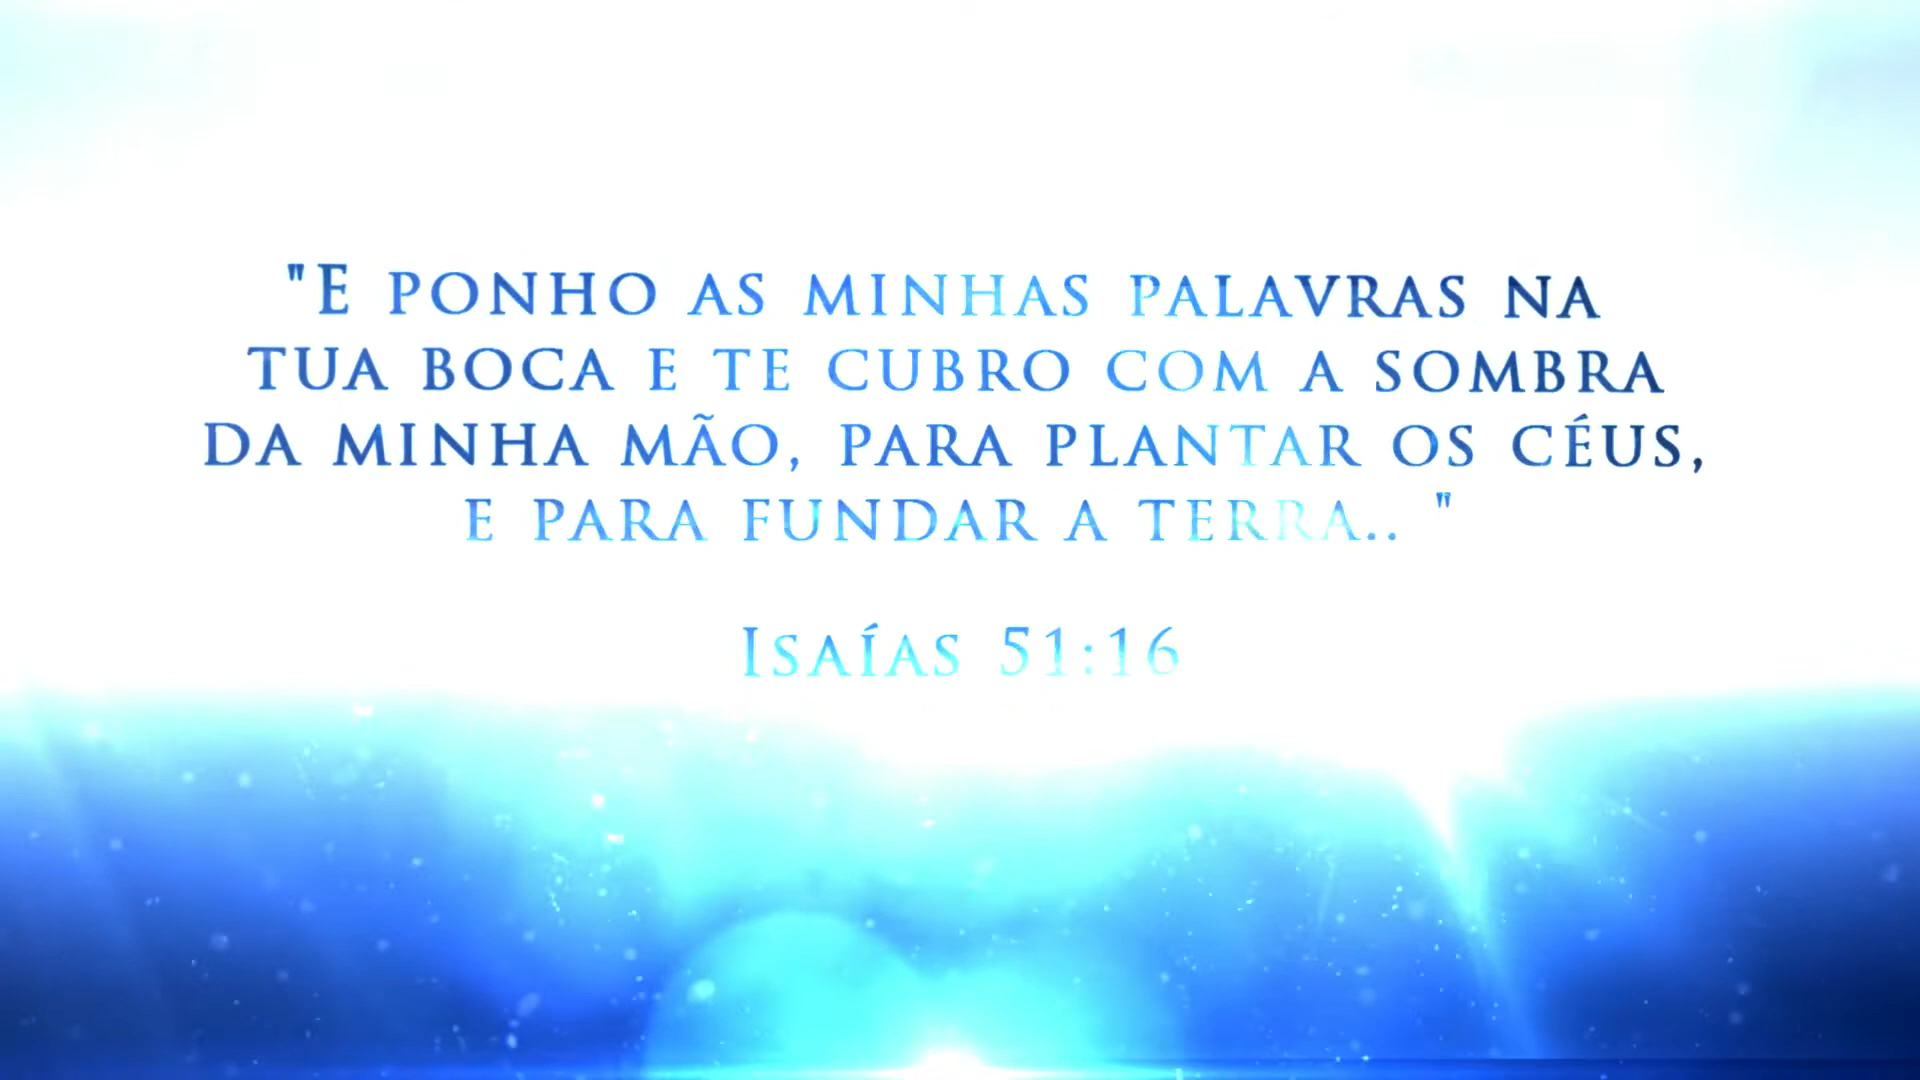 "E PONHO AS MINHAS PALAVRAS NA
TUA BOCA E TE CUBRO COM A SOMBRA
DA MINHA MÃO, PARA PLANTAR OS CÉUS,
E PARA FUNDAR A TERRA.. "
ISAÍAS 51:16